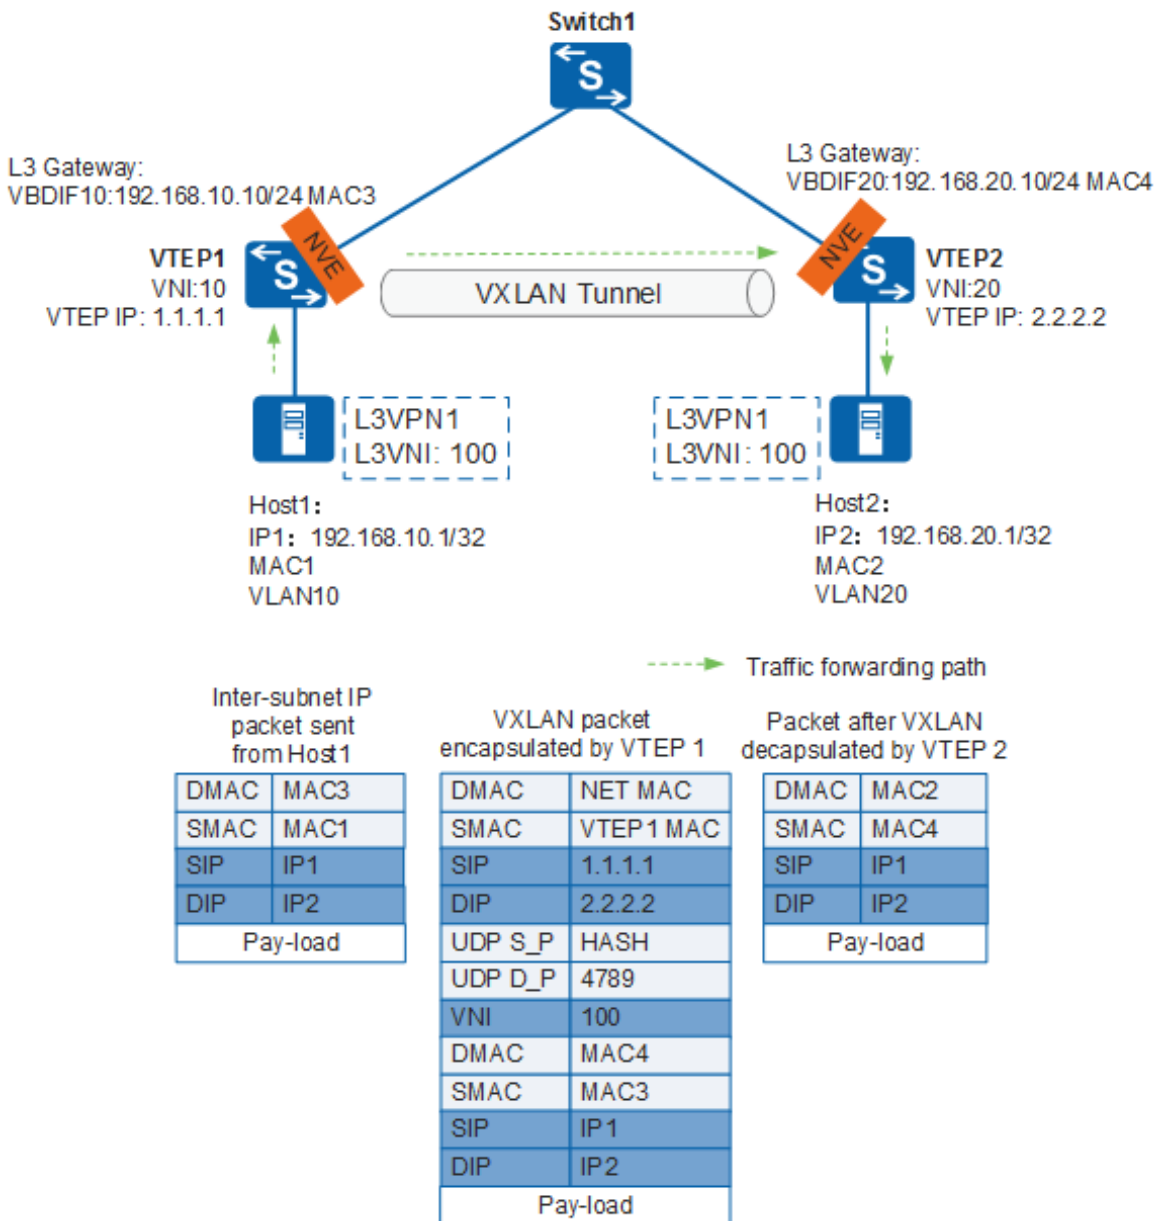 Switch1
L3 Gateway:
VBDIF10:192.168.10.10/24 MAC3
L3 Gateway:
VBDIF20:192.168.20.10/24 MAC4
S
NVE
NVE
S
S
VTEP1
VNI:10
VTEP IP: 1.1.1.1
VXLAN Tunnel
VTEP2
VNI:20
VTEP IP: 2.2.2.2
L3VPN1
L3VNI: 100
L3VPN1
L3VNI: 100
Host1：
IP1：192.168.10.1/32
MAC1
VLAN10
Host2：
IP2：192.168.20.1/32
MAC2
VLAN20
Traffic forwarding path
Inter-subnet IP
packet sent
from Host1
DMAC MAC3
SMAC MAC1
SIP IP1
DIP IP2
Pay-load
VXLAN packet
encapsulated by VTEP 1
DMAC NET MAC
SMAC VTEP1 MAC
SIP 1.1.1.1
DIP 2.2.2.2
UDP S_P HASH
UDP D_P 4789
VNI 100
DMAC MAC4
SMAC MAC3
SIP IP1
DIP IP2
Pay-load
Packet after VXLAN
decapsulated by VTEP 2
DMAC MAC2
SMAC MAC4
SIP IP1
DIP IP2
Pay-load